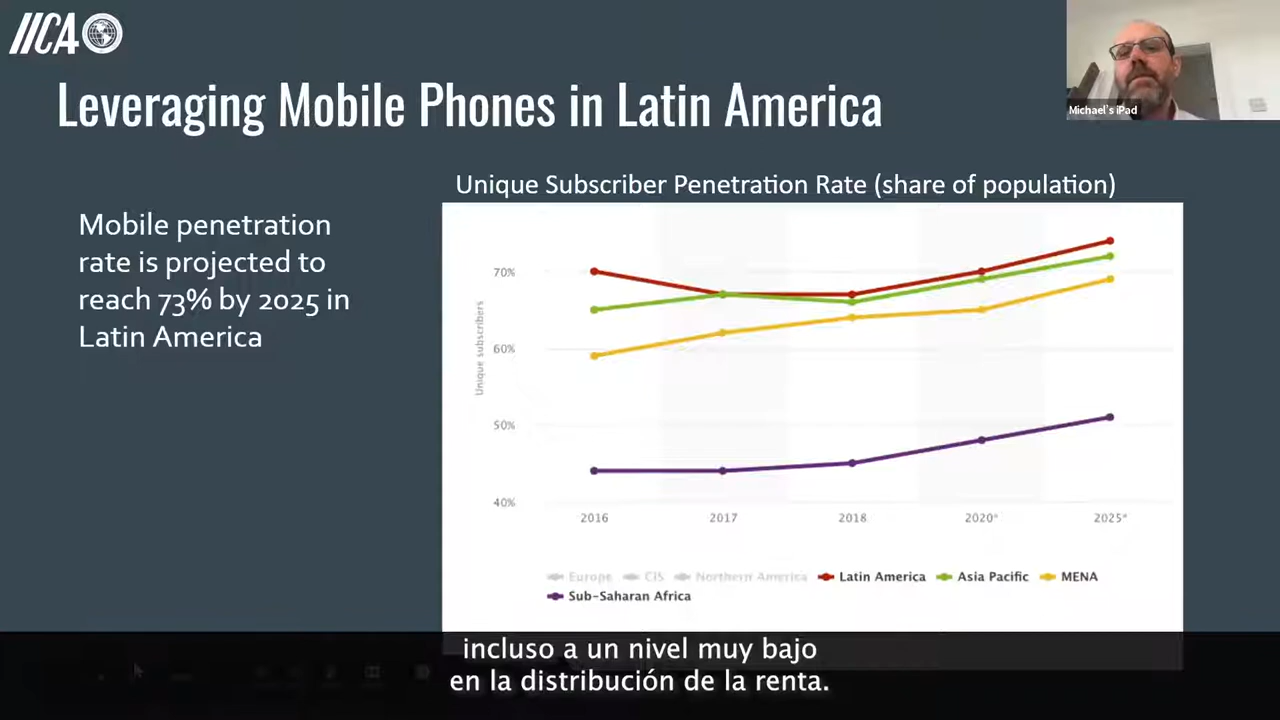 IICA
Michael's iPad
Leveraging Mobile Phones in Latin America
Unique Subscriber Penetration Rate (share of population)
Mobile penetration
rate is projected to
reach 73% by 2025 in
Latin America
Unique subscribers
70%
60%
50%
40%
2016 2017 2018 2020* 2025*
Europe CIS Northern America Latin America Asia Pacific MENA
Sub-Saharan Africa
incluso a un nivel muy bajo
en la distribución de la renta.